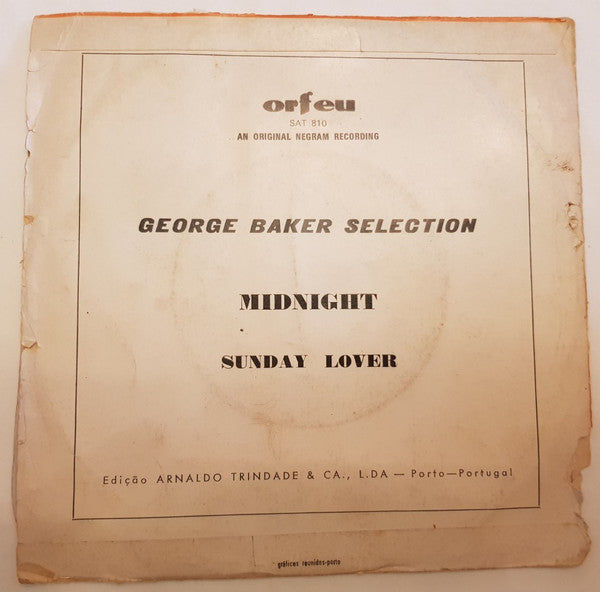 orfeu
SAT 810
AN ORIGINAL NEGRAM RECORDING
GEORGE BAKER SELECTION
MIDNIGHT
SUNDAY LOVER
Edição ARNALDO TRINDADE & CA., L.DA — Porto—Portugal
gráficos reunidos-porto